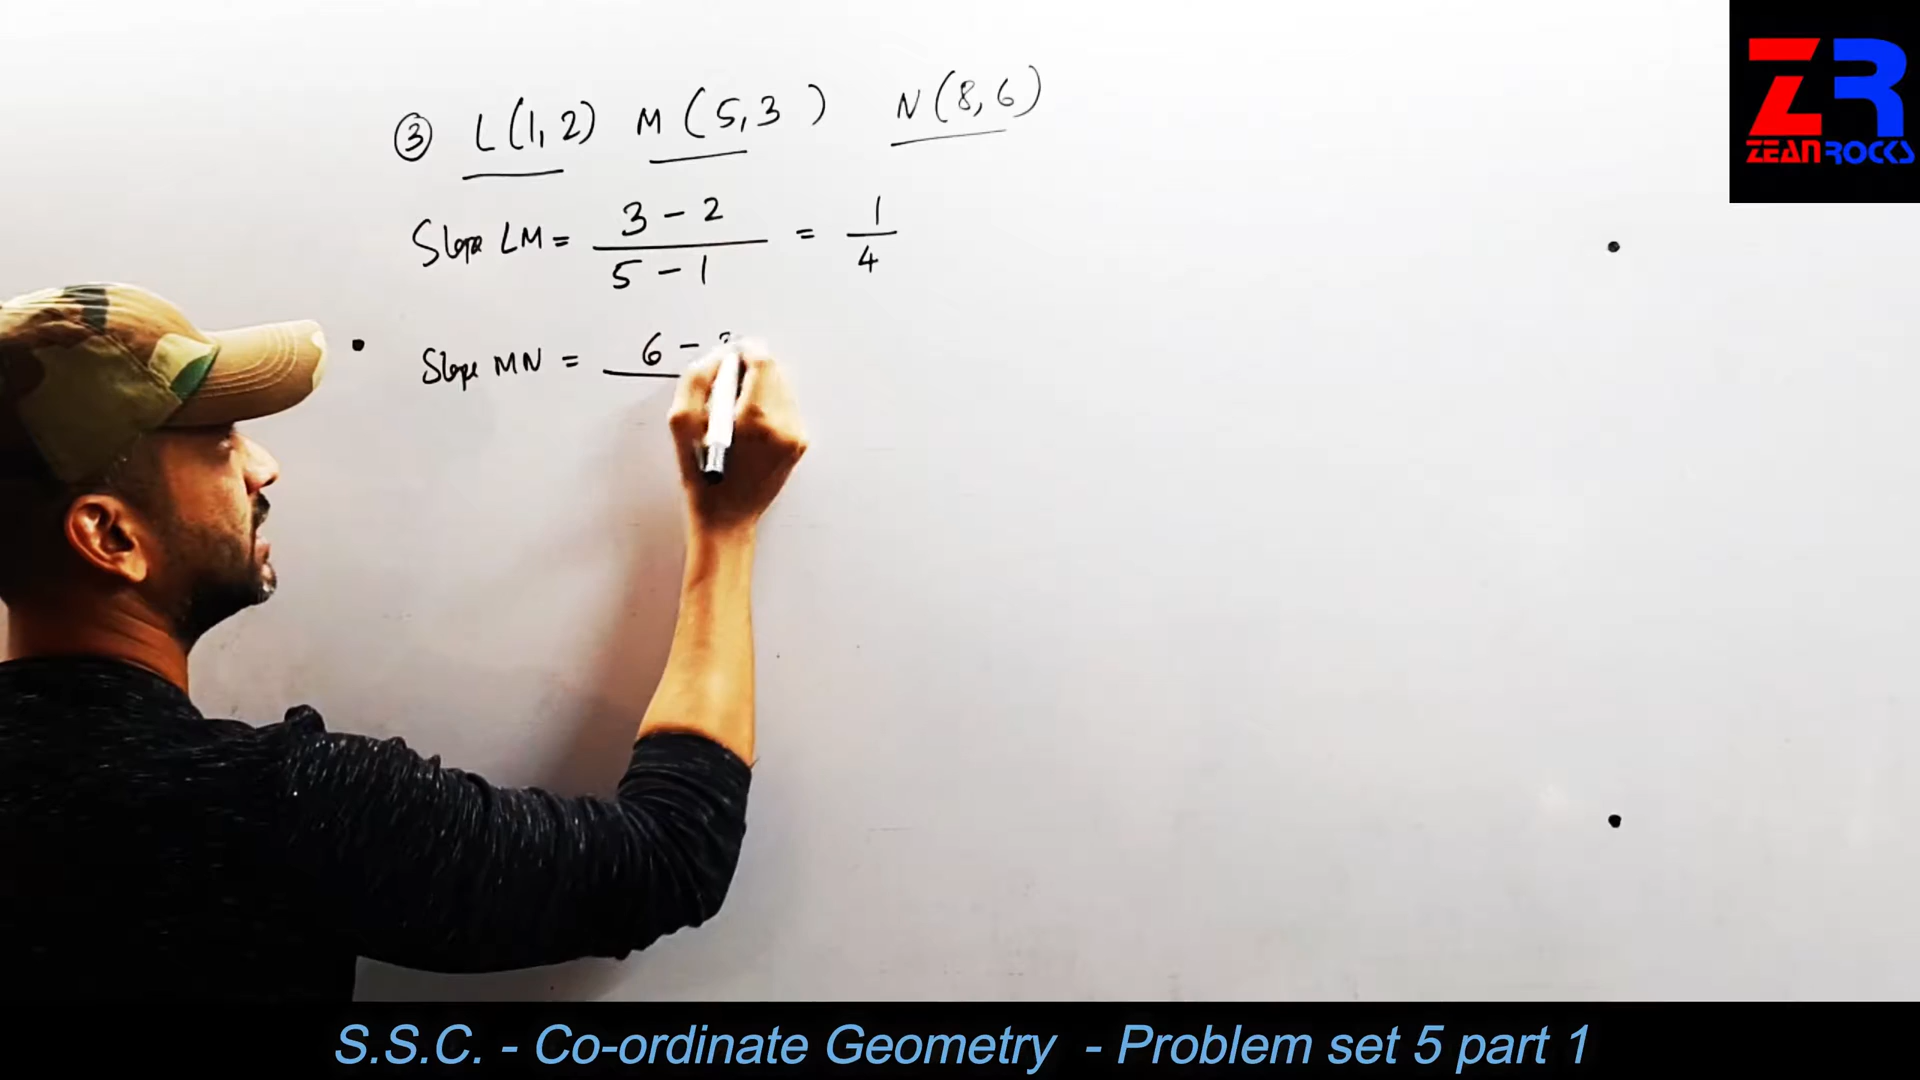 ③ L(1,2) M(5,3) N(8,6)
Slope LM = 3 - 2 / 5 - 1 = 1 / 4
Slope MN = 6 -
ZR
ZEAN ROCKS
S.S.C. - Co-ordinate Geometry - Problem set 5 part 1